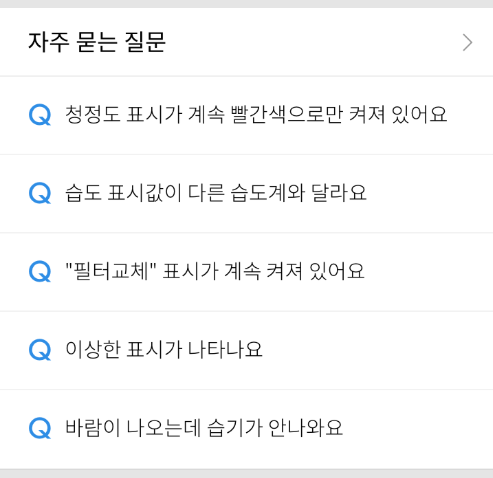 자주 묻는 질문
Q 청정도 표시가 계속 빨간색으로만 켜져 있어요
Q 습도 표시값이 다른 습도계와 달라요
Q "필터교체" 표시가 계속 켜져 있어요
Q 이상한 표시가 나타나요
Q 바람이 나오는데 습기가 안나와요